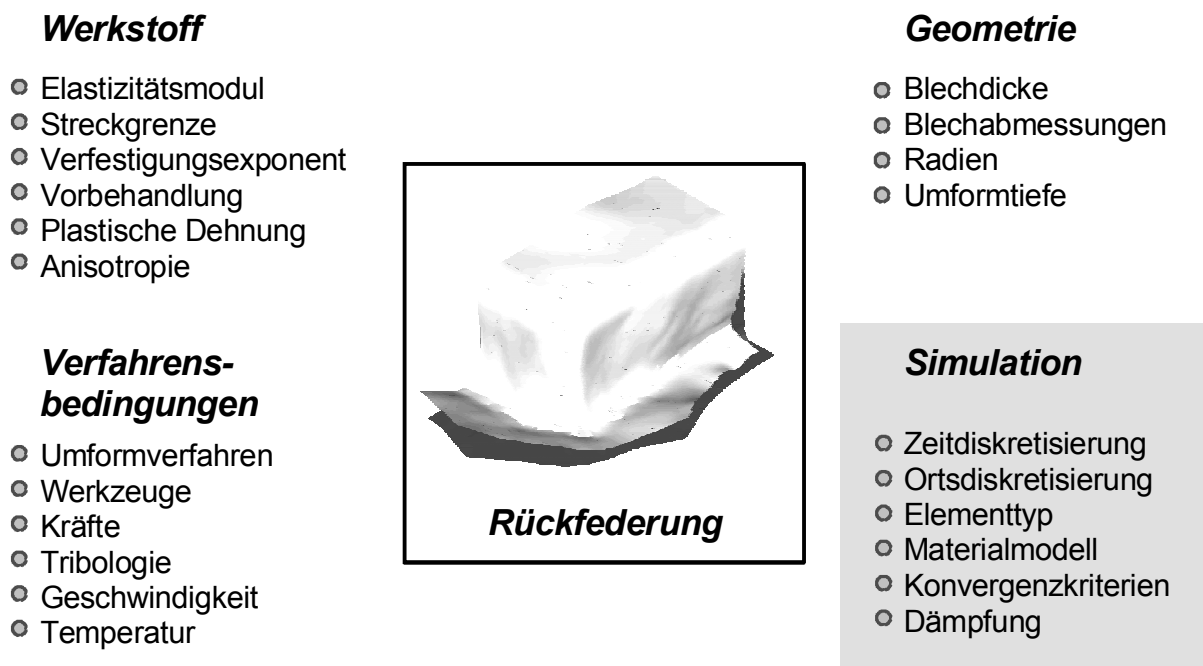 Werkstoff
Elastizitätsmodul
Streckgrenze
Verfestigungsexponent
Vorbehandlung
Plastische Dehnung
Anisotropie
Geometrie
Blechdicke
Blechabmessungen
Radien
Umformtiefe
Verfahrens-
bedingungen
Umformverfahren
Werkzeuge
Kräfte
Tribologie
Geschwindigkeit
Temperatur
Rückfederung
Simulation
Zeitdiskretisierung
Ortsdiskretisierung
Elementtyp
Materialmodell
Konvergenzkriterien
Dämpfung